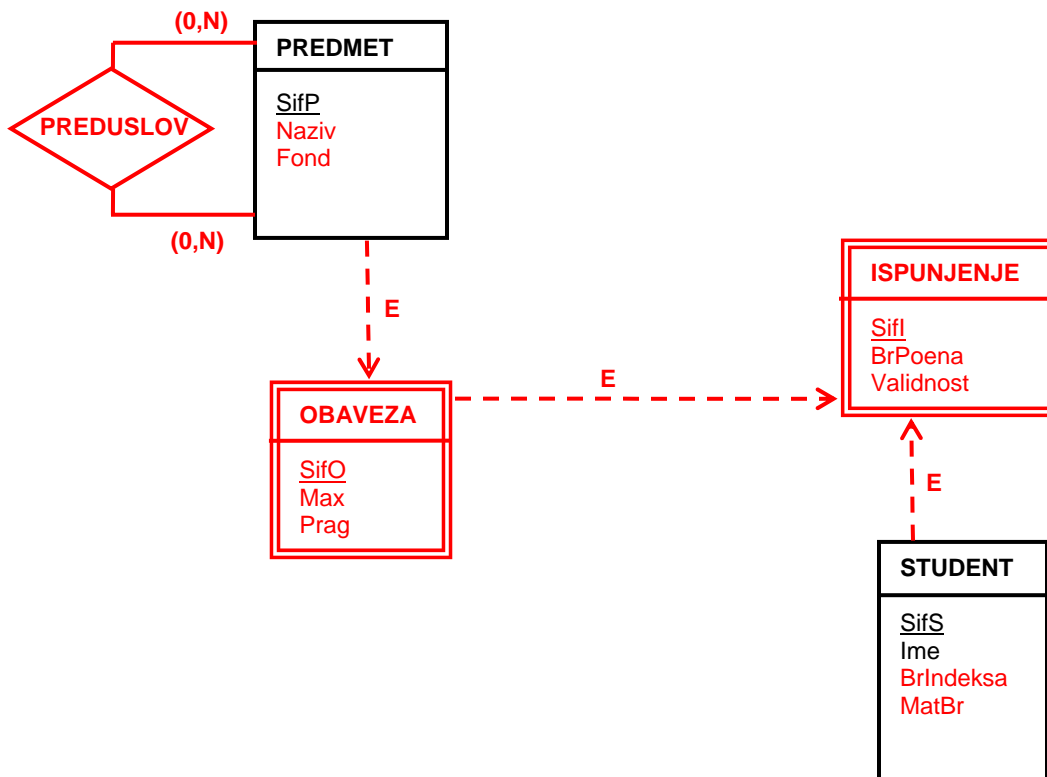 (0,N)
PREDMET
PREDUSLOV
SifP
Naziv
Fond
(0,N)
E
ISPUNJENJE
SifI
BrPoena
Validnost
E
OBAVEZA
SifO
Max
Prag
E
STUDENT
SifS
Ime
BrIndeksa
MatBr